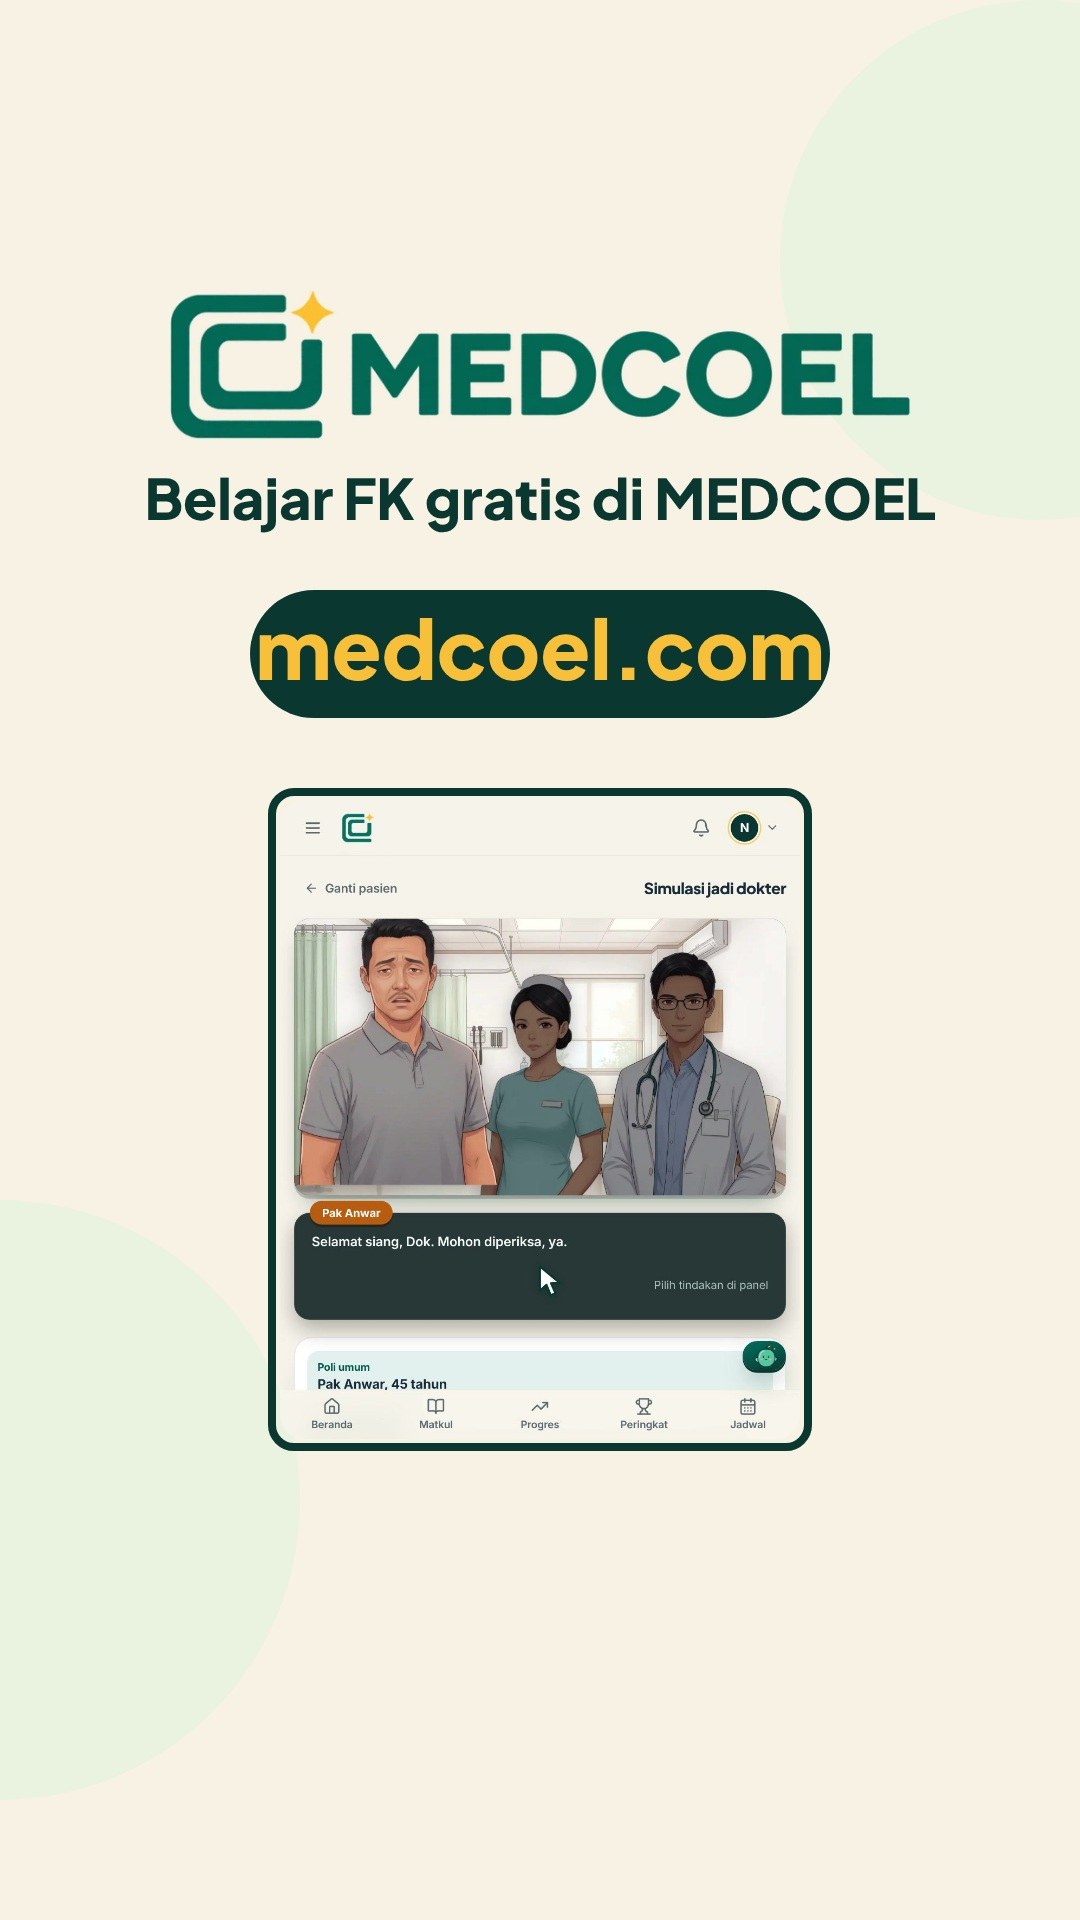 MEDCOEL
Belajar FK gratis di MEDCOEL
medcoel.com
N
Ganti pasien
Simulasi jadi dokter
Pak Anwar
Selamat siang, Dok. Mohon diperiksa, ya.
Pilih tindakan di panel
Poli umum
Pak Anwar, 45 tahun
Beranda Matkul Progres Peringkat Jadwal